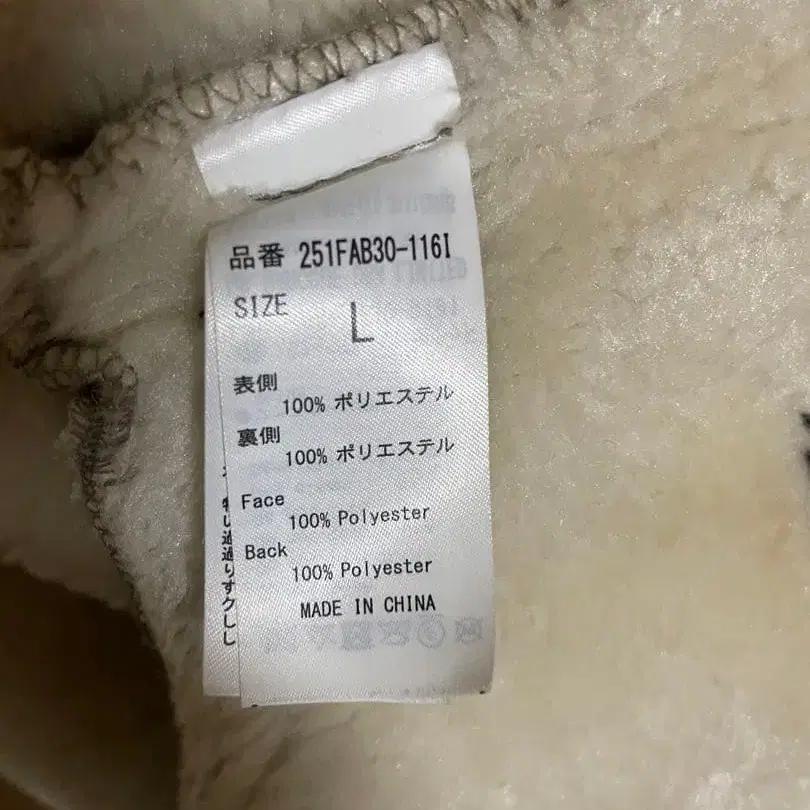 品番 251FAB30-116I
SIZE
L
表側
100% ポリエステル
裏側
100% ポリエステル
Face
100% Polyester
Back
100% Polyester
MADE IN CHINA